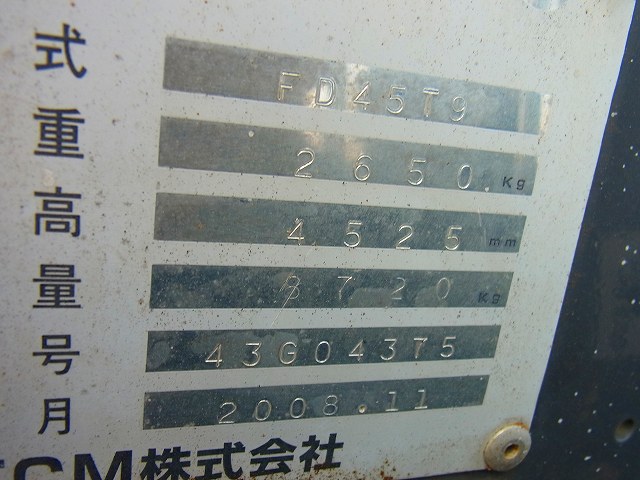 式 FD45T9
重 2650 Kg
高 4525 mm
量 8720 Kg
号 43G04375
月 2008.11
TCM株式会社